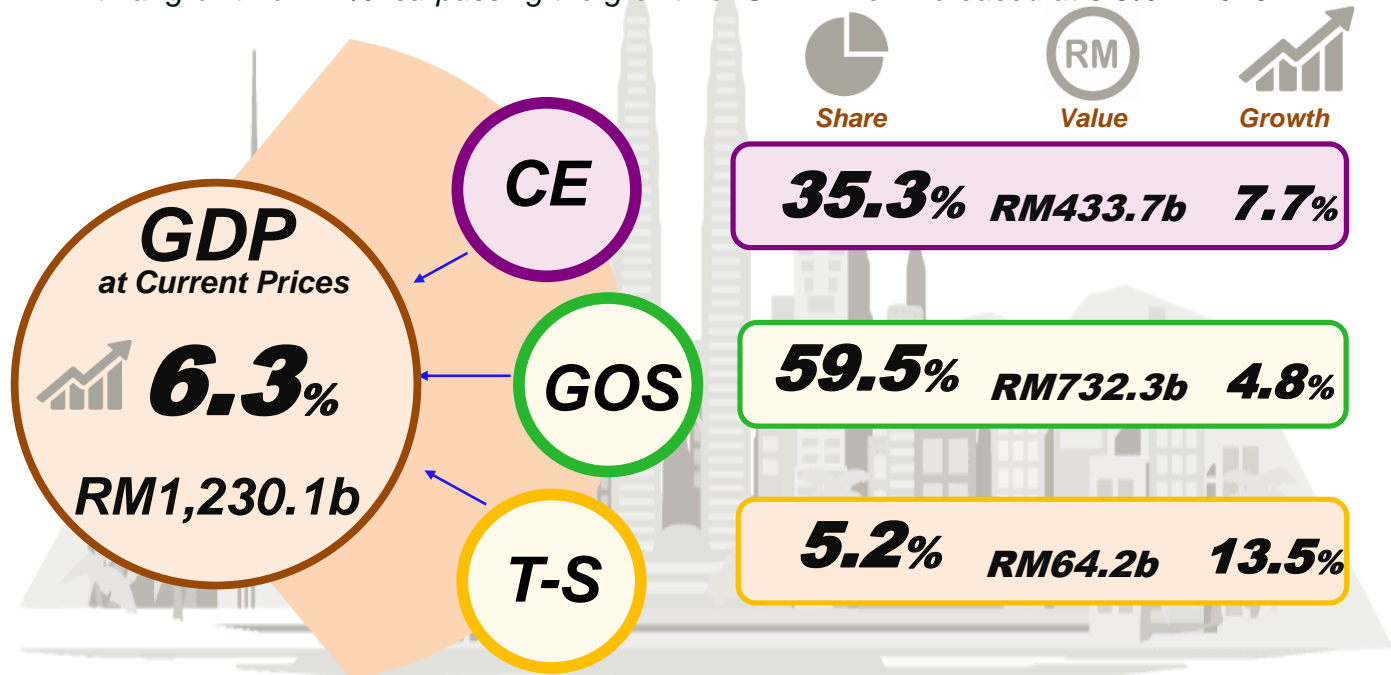 RM
Share Value Growth
CE
35.3% RM433.7b 7.7%
GDP
at Current Prices
6.3%
RM1,230.1b
GOS
59.5% RM732.3b 4.8%
T-S
5.2% RM64.2b 13.5%